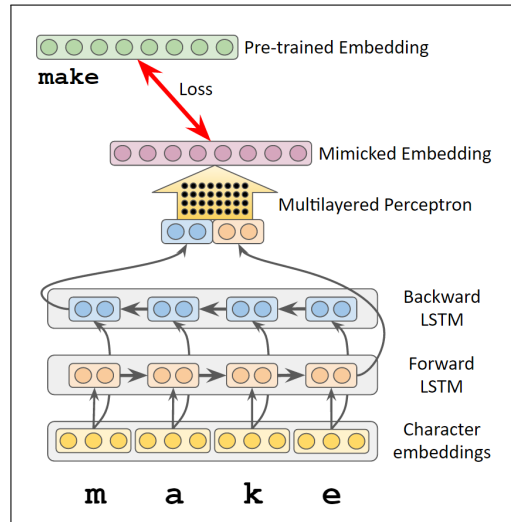 Pre-trained Embedding
make
Loss
Mimicked Embedding
Multilayered Perceptron
Backward
LSTM
Forward
LSTM
Character
embeddings
m a k e